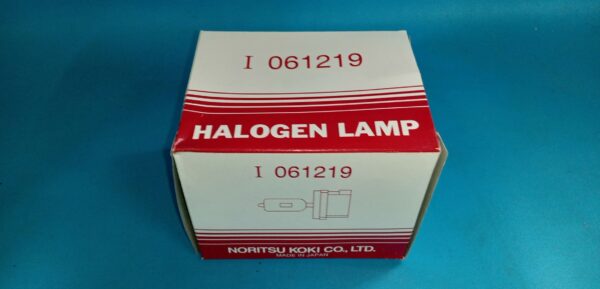 I 061219
HALOGEN LAMP
I 061219
NORITSU KOKI CO., LTD.
MADE IN JAPAN